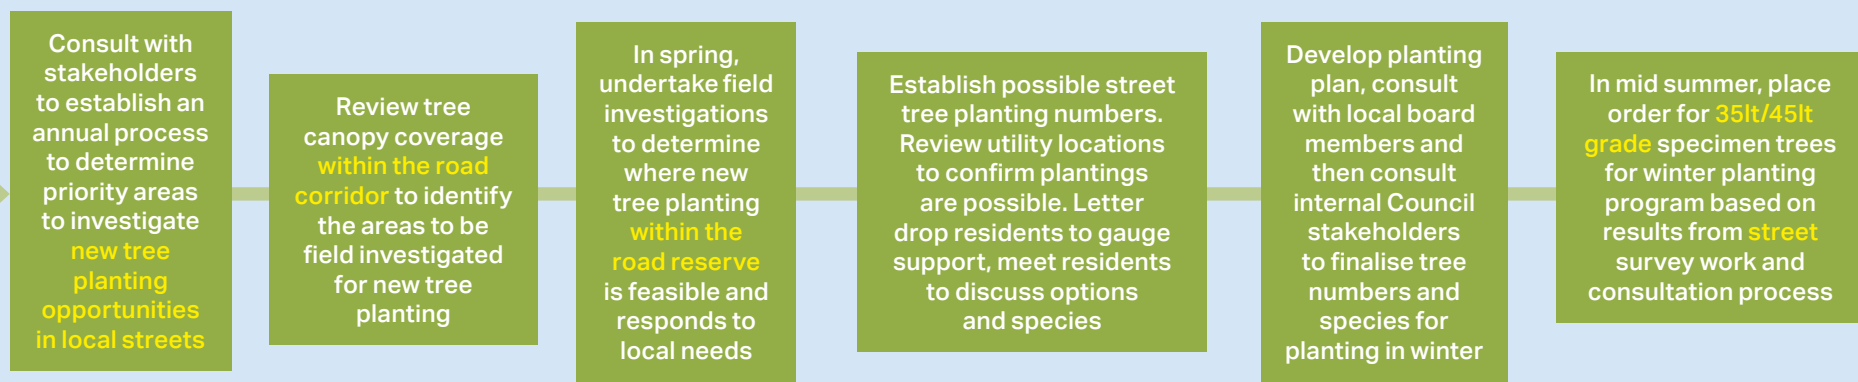 Consult with
stakeholders
to establish an
annual process
to determine
priority areas
to investigate
new tree
planting
opportunities
in local streets
Review tree
canopy coverage
within the road
corridor to identify
the areas to be
field investigated
for new tree
planting
In spring,
undertake field
investigations
to determine
where new
tree planting
within the
road reserve
is feasible and
responds to
local needs
Establish possible street
tree planting numbers.
Review utility locations
to confirm plantings
are possible. Letter
drop residents to gauge
support, meet residents
to discuss options
and species
Develop planting
plan, consult
with local board
members and
then consult
internal Council
stakeholders
to finalise tree
numbers and
species for
planting in winter
In mid summer, place
order for 35lt/45lt
grade specimen trees
for winter planting
program based on
results from street
survey work and
consultation process